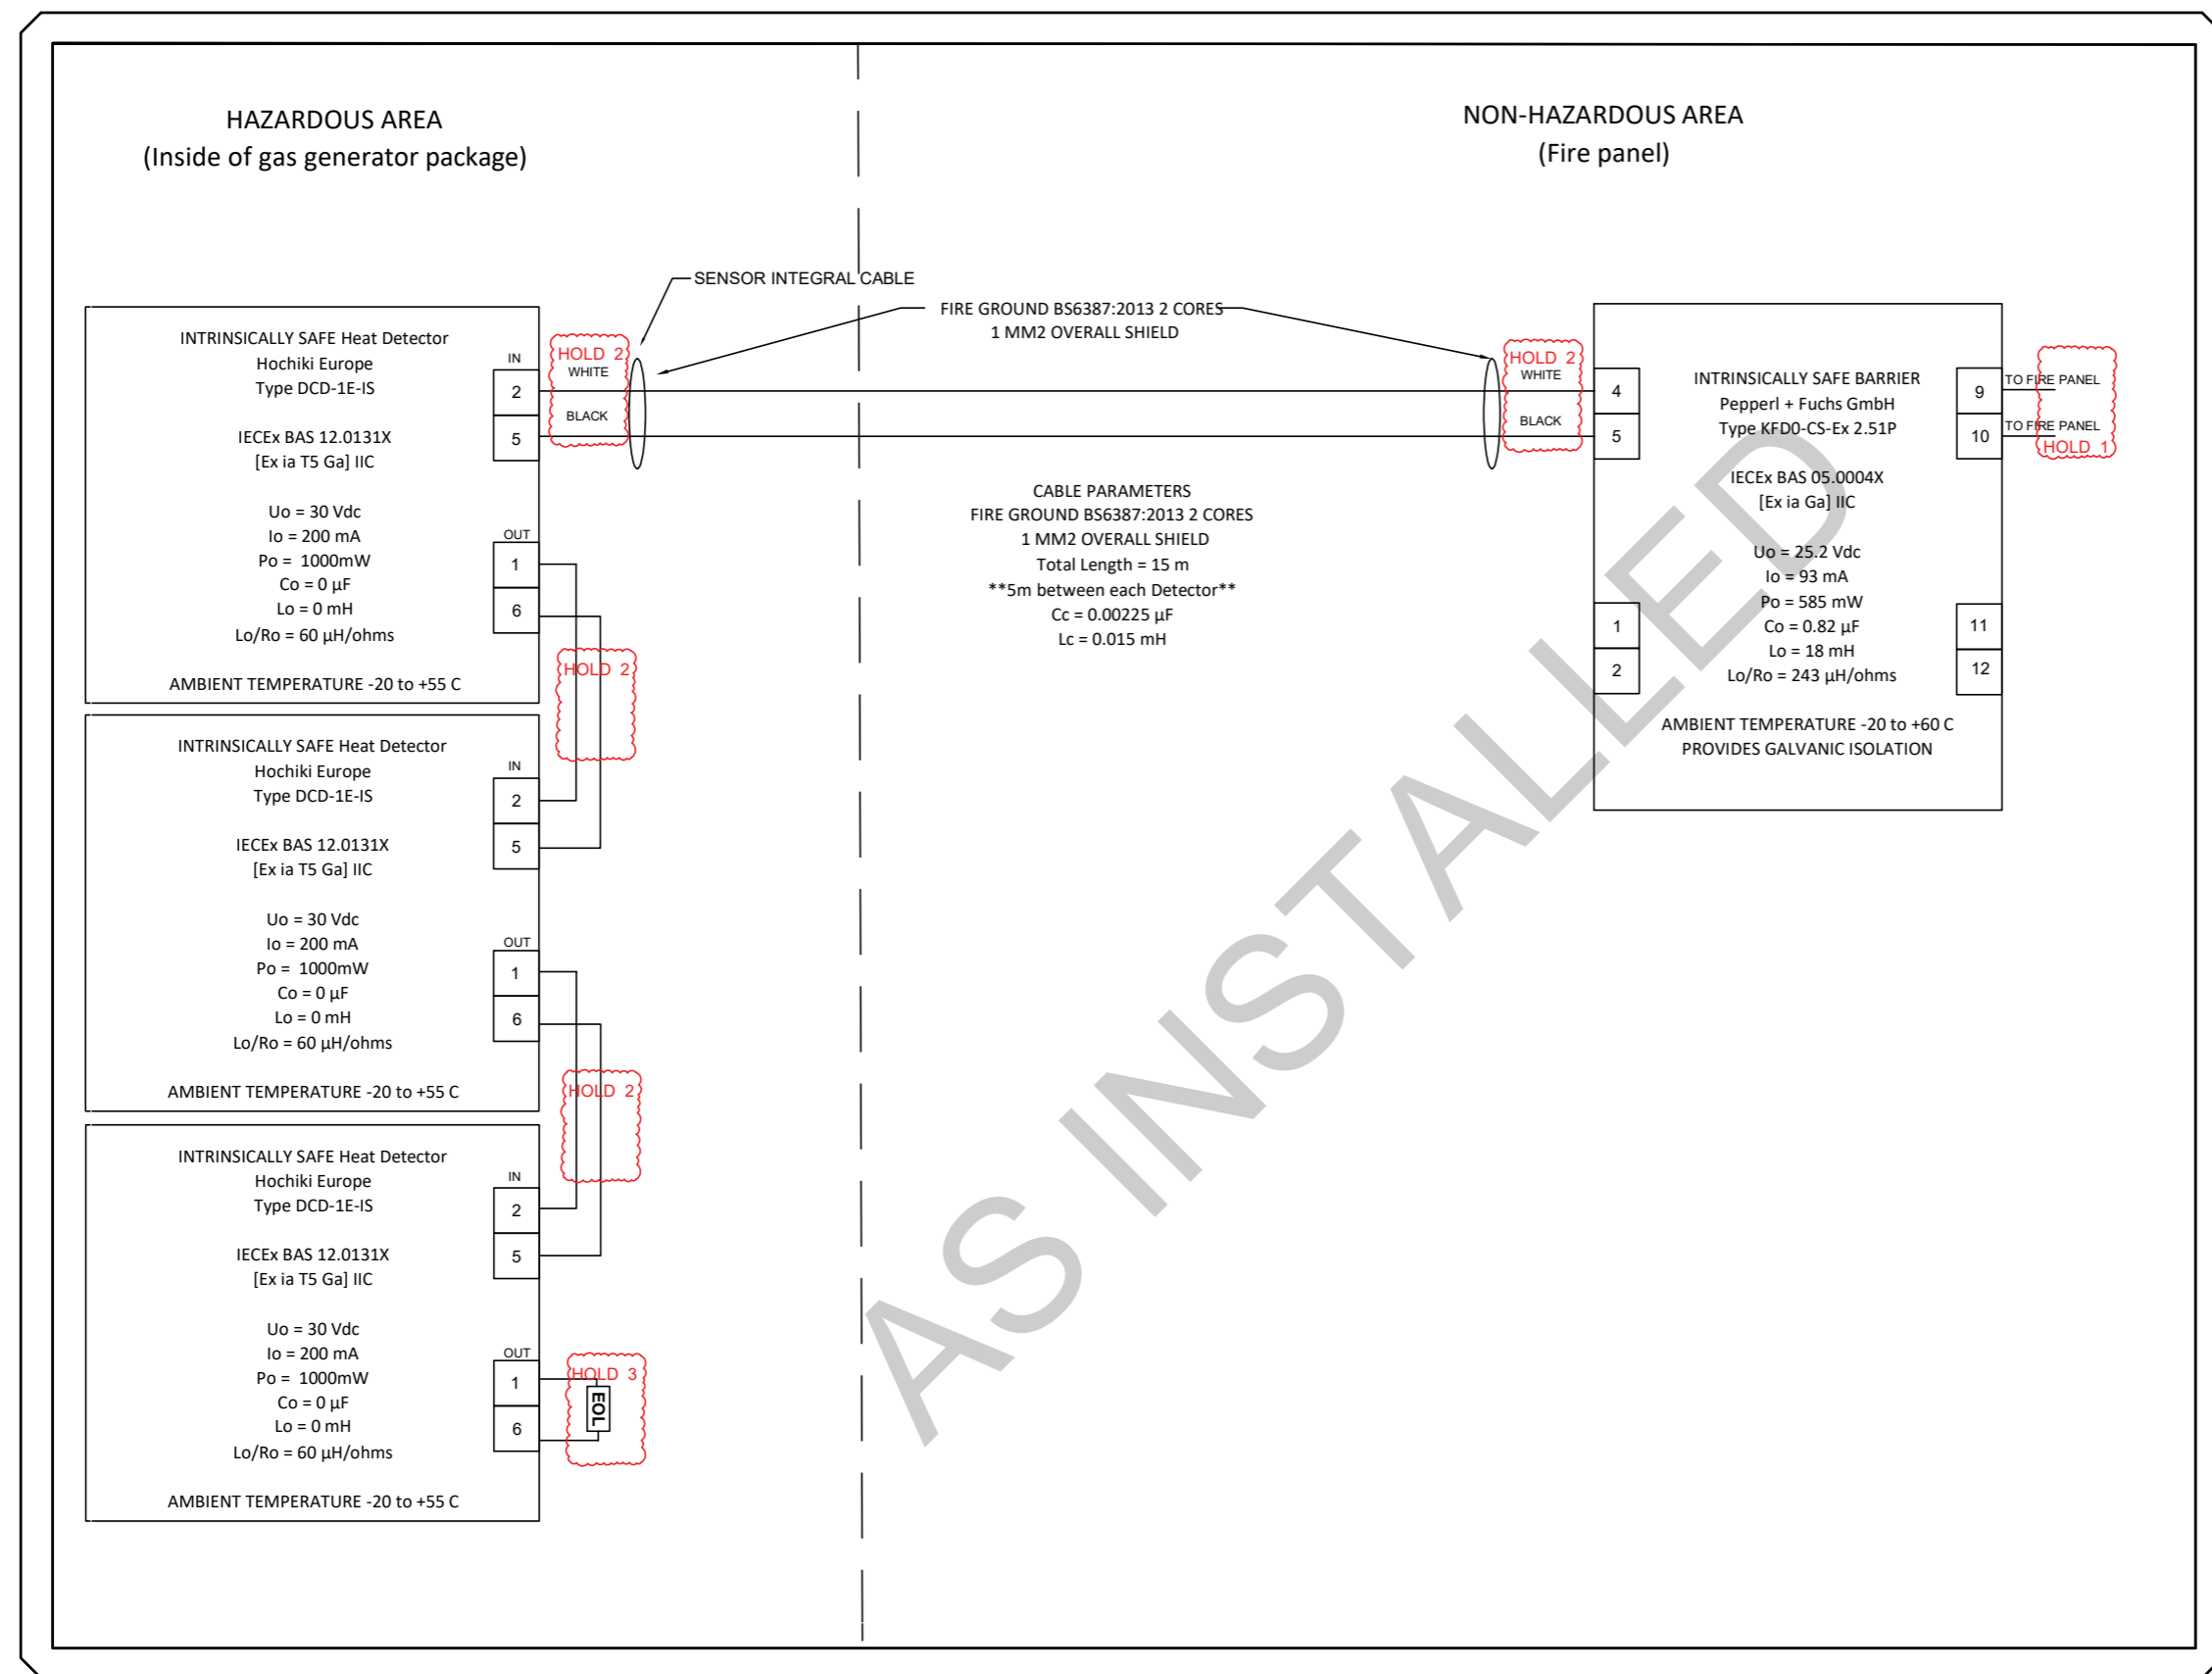 HAZARDOUS AREA
(Inside of gas generator package)
NON-HAZARDOUS AREA
(Fire panel)
SENSOR INTEGRAL CABLE
FIRE GROUND BS6387:2013 2 CORES
1 MM2 OVERALL SHIELD
INTRINSICALLY SAFE Heat Detector
Hochiki Europe
Type DCD-1E-IS
IECEx BAS 12.0131X
[Ex ia T5 Ga] IIC
Uo = 30 Vdc
Io = 200 mA
Po = 1000mW
Co = 0 µF
Lo = 0 mH
Lo/Ro = 60 µH/ohms
AMBIENT TEMPERATURE -20 to +55 C
IN
2
5
OUT
1
6
HOLD 2
WHITE
BLACK
HOLD 2
HOLD 2
WHITE
BLACK
CABLE PARAMETERS
FIRE GROUND BS6387:2013 2 CORES
1 MM2 OVERALL SHIELD
Total Length = 15 m
**5m between each Detector**
Cc = 0.00225 µF
Lc = 0.015 mH
4
5
1
2
INTRINSICALLY SAFE BARRIER
Pepperl + Fuchs GmbH
Type KFD0-CS-Ex 2.51P
IECEx BAS 05.0004X
[Ex ia Ga] IIC
Uo = 25.2 Vdc
Io = 93 mA
Po = 585 mW
Co = 0.82 µF
Lo = 18 mH
Lo/Ro = 243 µH/ohms
AMBIENT TEMPERATURE -20 to +60 C
PROVIDES GALVANIC ISOLATION
9
10
11
12
TO FIRE PANEL
TO FIRE PANEL
HOLD 1
INTRINSICALLY SAFE Heat Detector
Hochiki Europe
Type DCD-1E-IS
IECEx BAS 12.0131X
[Ex ia T5 Ga] IIC
Uo = 30 Vdc
Io = 200 mA
Po = 1000mW
Co = 0 µF
Lo = 0 mH
Lo/Ro = 60 µH/ohms
AMBIENT TEMPERATURE -20 to +55 C
IN
2
5
OUT
1
6
HOLD 2
INTRINSICALLY SAFE Heat Detector
Hochiki Europe
Type DCD-1E-IS
IECEx BAS 12.0131X
[Ex ia T5 Ga] IIC
Uo = 30 Vdc
Io = 200 mA
Po = 1000mW
Co = 0 µF
Lo = 0 mH
Lo/Ro = 60 µH/ohms
AMBIENT TEMPERATURE -20 to +55 C
IN
2
5
OUT
1
6
HOLD 3
EOL
AS INSTALLED